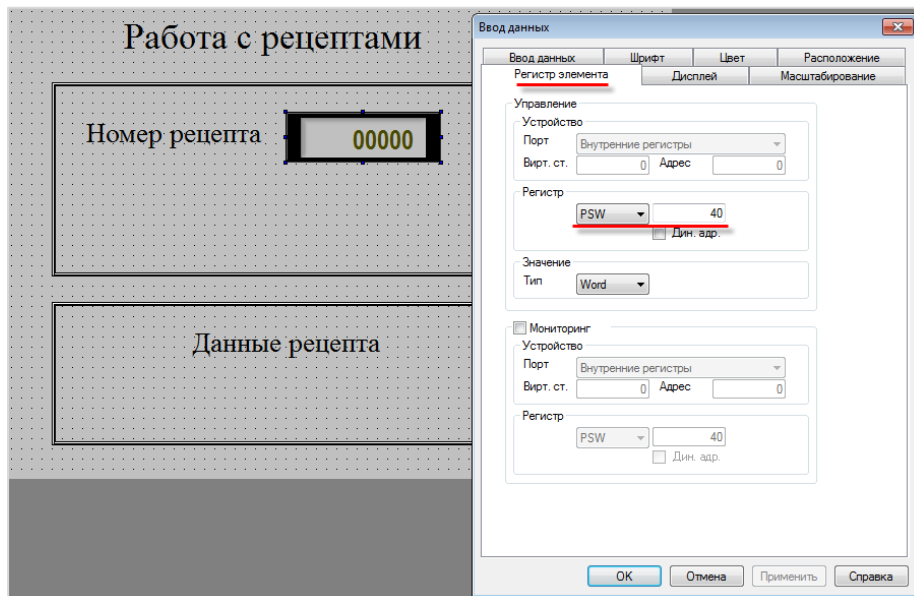 Работа с рецептами
Номер рецепта
00000
Данные рецепта
Ввод данных
Ввод данных Шрифт Цвет Расположение
Регистр элемента Дисплей Масштабирование
Управление
Устройство
Порт Внутренние регистры
Вирт. ст. 0 Адрес 0
Регистр
PSW 40
Дин. адр.
Значение
Тип Word
Мониторинг
Устройство
Порт Внутренние регистры
Вирт. ст. 0 Адрес 0
Регистр
PSW 40
Дин. адр.
OK Отмена Применить Справка